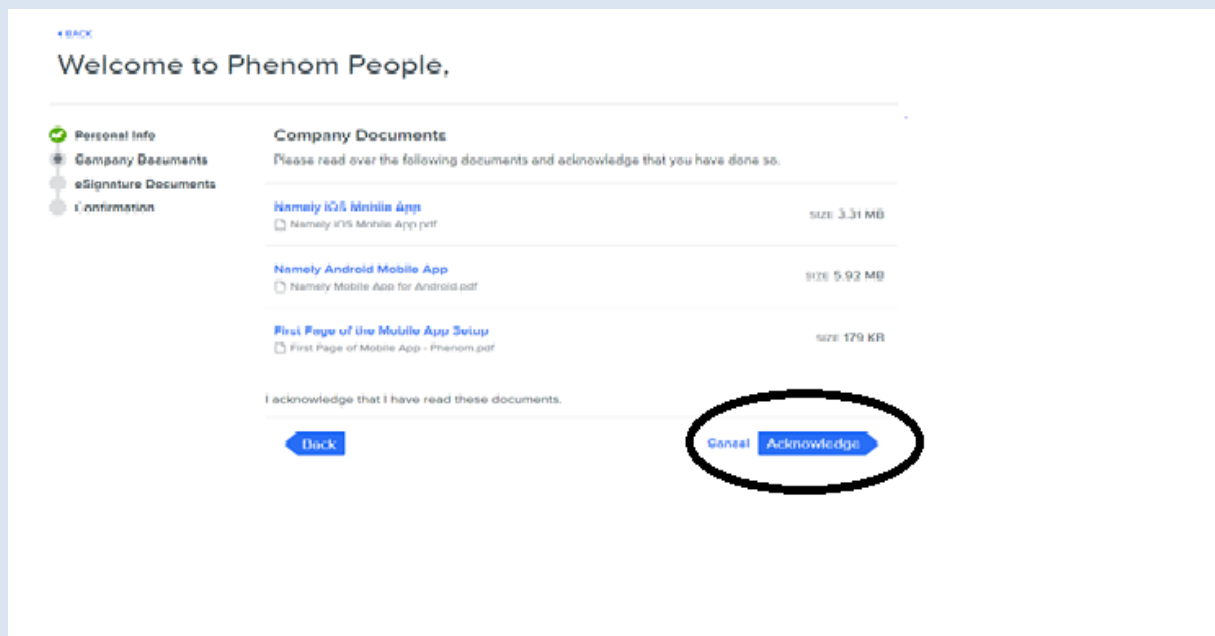 BACK
Welcome to Phenom People,
Personal Info
Company Documents
eSignature Documents
Confirmation
Company Documents
Please read over the following documents and acknowledge that you have done so.
Namely iOS Mobile App
Namely iOS Mobile App.pdf
SIZE 3.31 MB
Namely Android Mobile App
Namely Mobile App for Android.pdf
SIZE 5.92 MB
First Page of the Mobile App Setup
First Page of Mobile App - Phenom.pdf
SIZE 179 KB
I acknowledge that I have read these documents.
Back
Cancel
Acknowledge